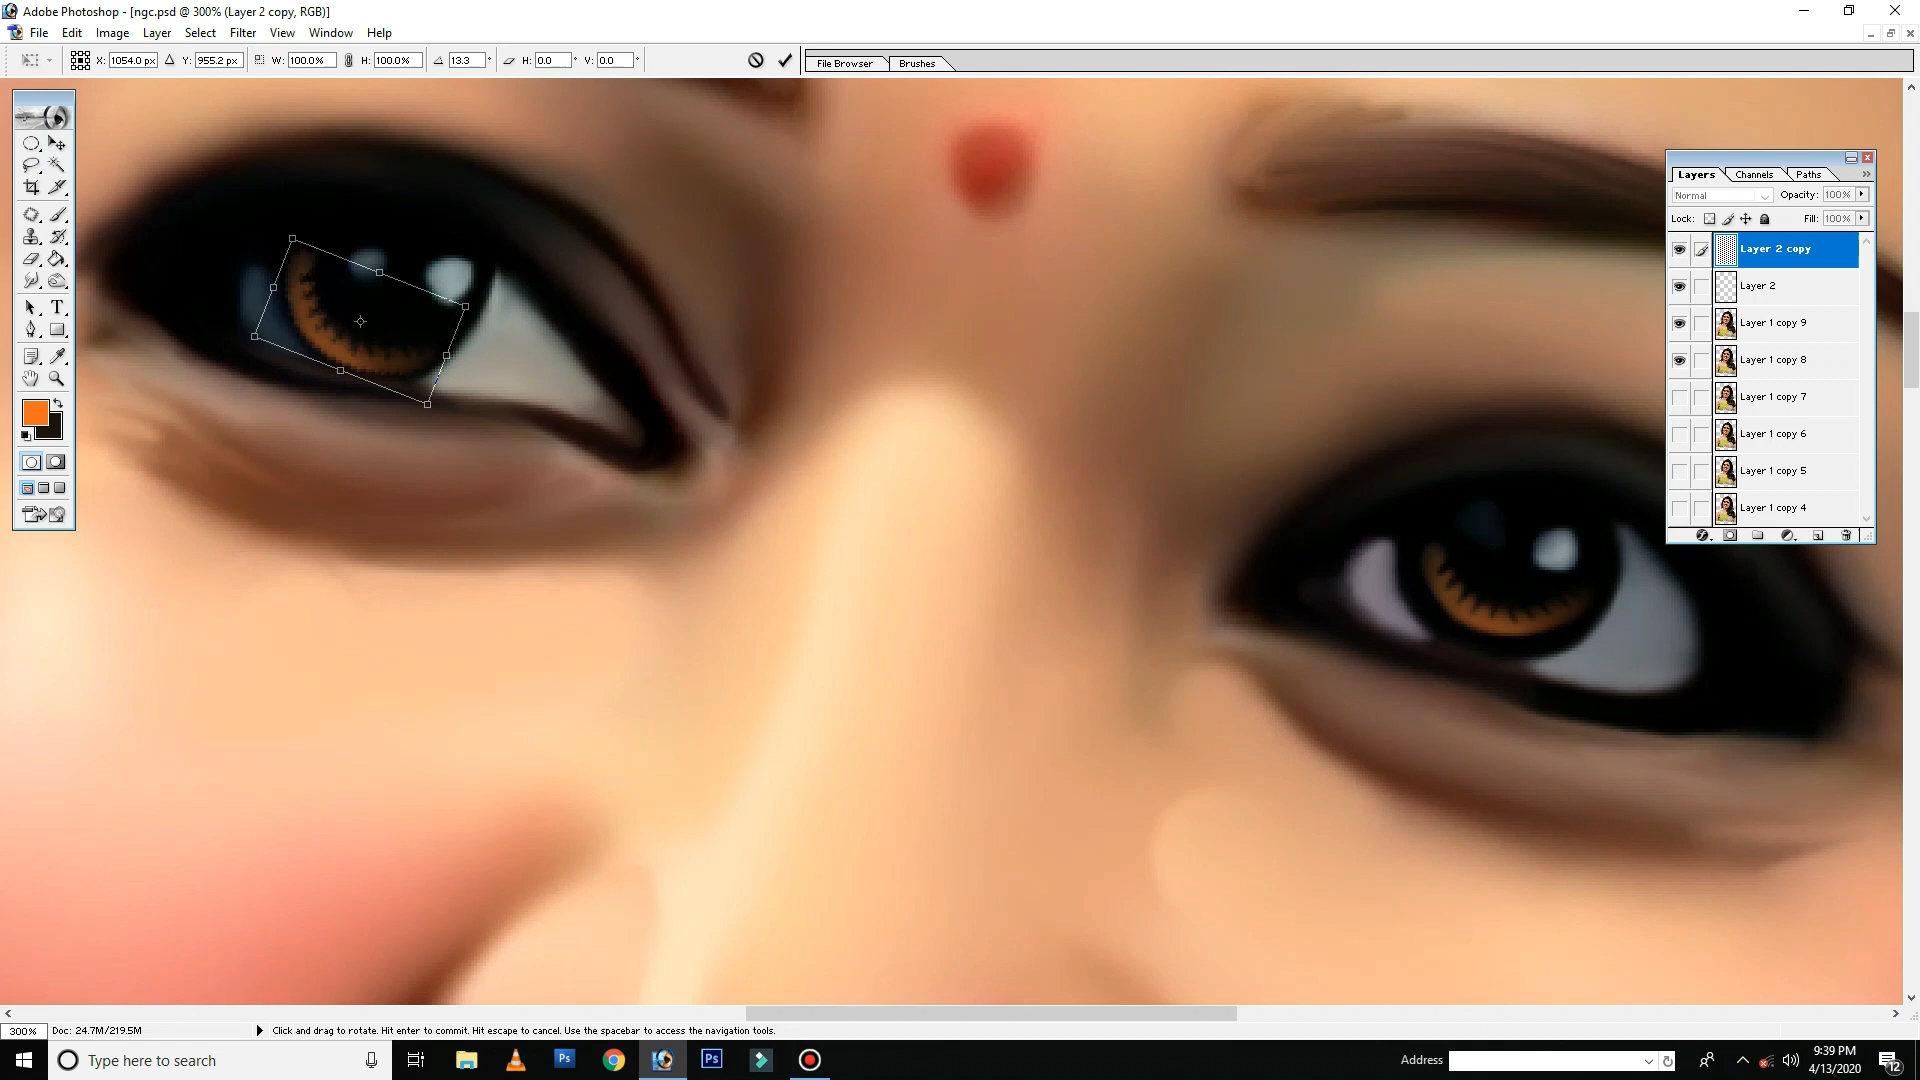 Adobe Photoshop - [ngc.psd @ 300% (Layer 2 copy, RGB)]
File Edit Image Layer Select Filter View Window Help
X: 1054.0 px Y: 955.2 px W: 100.0% H: 100.0% 13.3 ° H: 0.0 ° V: 0.0 °
File Browser Brushes
Layers Channels Paths
Normal Opacity: 100%
Lock: Fill: 100%
Layer 2 copy
Layer 2
Layer 1 copy 9
Layer 1 copy 8
Layer 1 copy 7
Layer 1 copy 6
Layer 1 copy 5
Layer 1 copy 4
T
300% Doc: 24.7M/219.5M Click and drag to rotate. Hit enter to commit. Hit escape to cancel. Use the spacebar to access the navigation tools.
Type here to search
Ps
Ps
Address
9:39 PM
4/13/2020
12